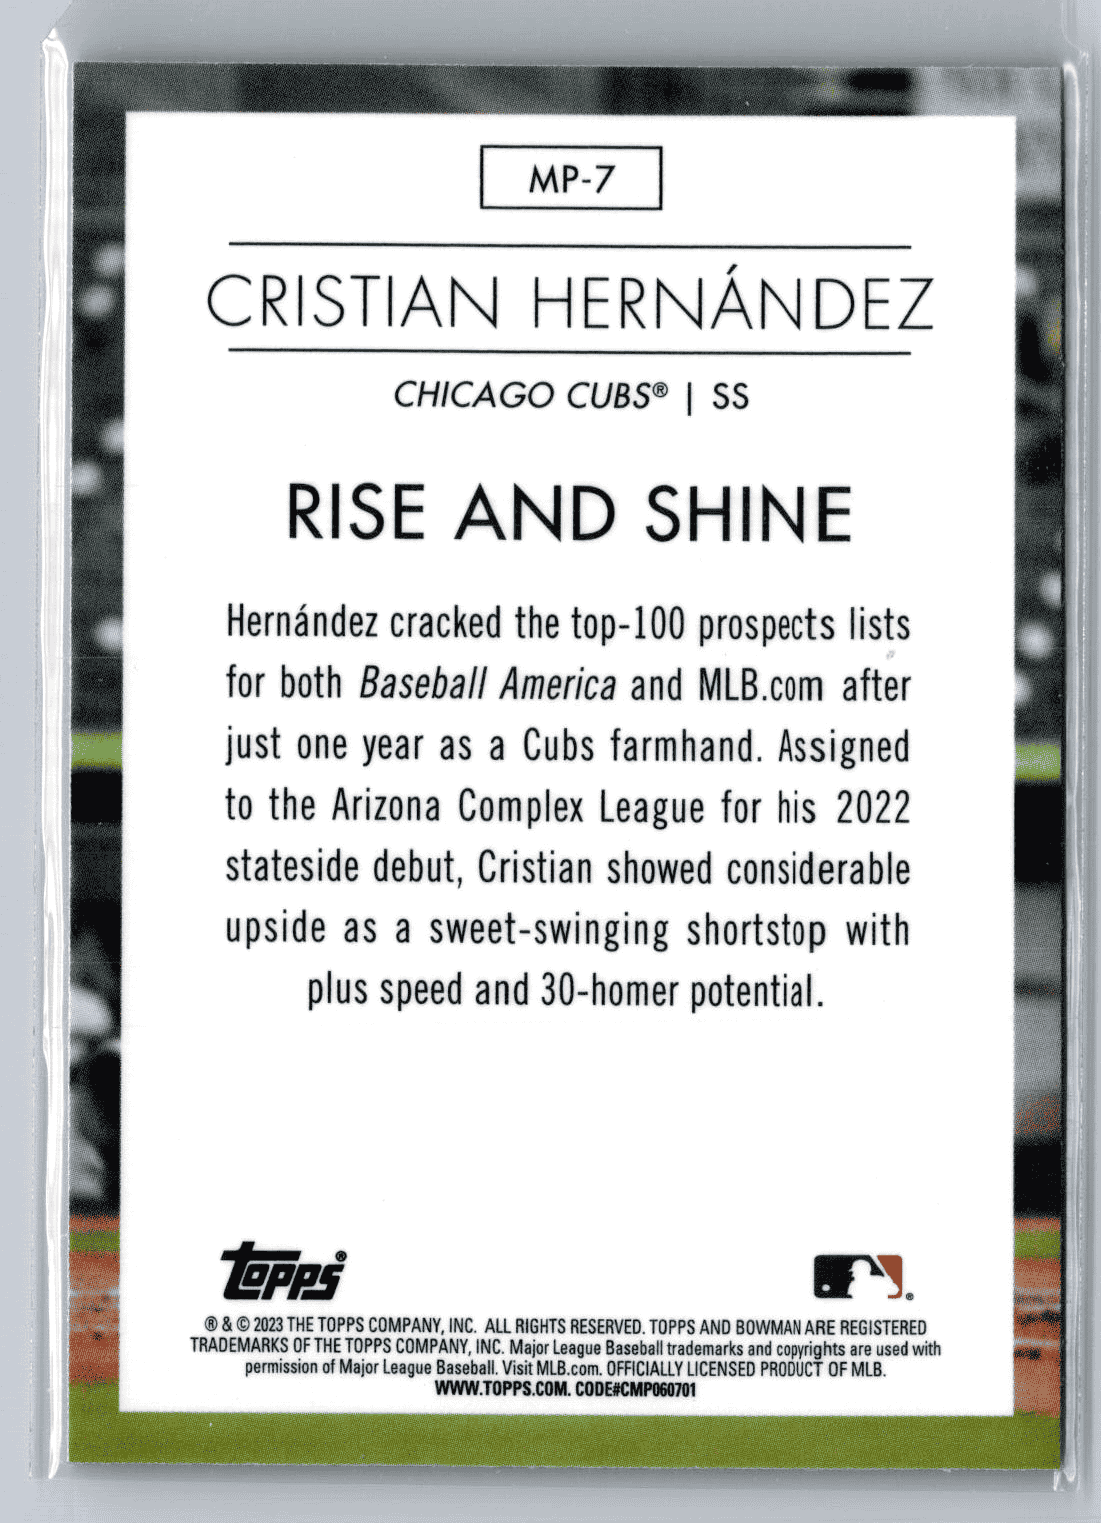 MP-7
CRISTIAN HERNÁNDEZ
CHICAGO CUBS® | SS
RISE AND SHINE
Hernández cracked the top-100 prospects lists
for both Baseball America and MLB.com after
just one year as a Cubs farmhand. Assigned
to the Arizona Complex League for his 2022
stateside debut, Cristian showed considerable
upside as a sweet-swinging shortstop with
plus speed and 30-homer potential.
topps® ®
® & © 2023 THE TOPPS COMPANY, INC. ALL RIGHTS RESERVED. TOPPS AND BOWMAN ARE REGISTERED
TRADEMARKS OF THE TOPPS COMPANY, INC. Major League Baseball trademarks and copyrights are used with
permission of Major League Baseball. Visit MLB.com. OFFICIALLY LICENSED PRODUCT OF MLB.
WWW.TOPPS.COM. CODE#CMP060701